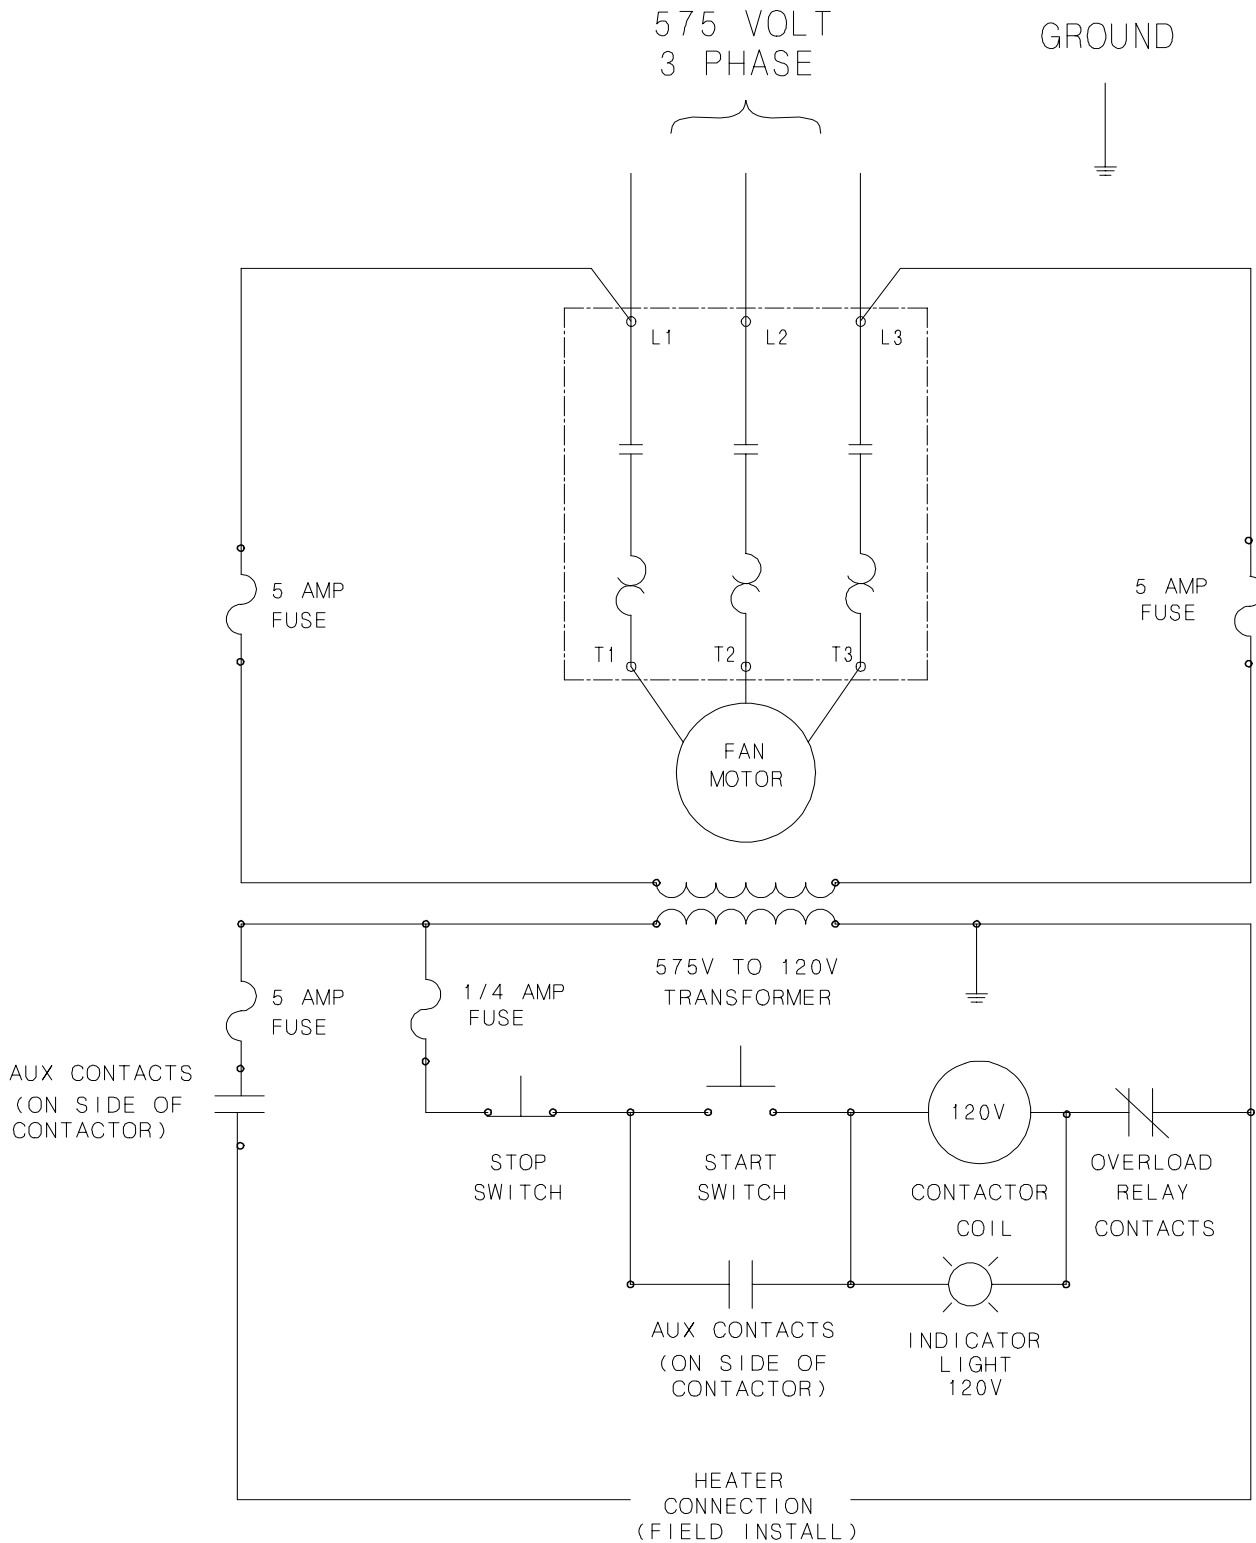 575 VOLT
3 PHASE
GROUND
L1
L2
L3
5 AMP
FUSE
5 AMP
FUSE
T1
T2
T3
FAN
MOTOR
575V TO 120V
TRANSFORMER
5 AMP
FUSE
1/4 AMP
FUSE
AUX CONTACTS
(ON SIDE OF
CONTACTOR)
120V
STOP
SWITCH
START
SWITCH
CONTACTOR
COIL
OVERLOAD
RELAY
CONTACTS
AUX CONTACTS
(ON SIDE OF
CONTACTOR)
INDICATOR
LIGHT
120V
HEATER
CONNECTION
(FIELD INSTALL)